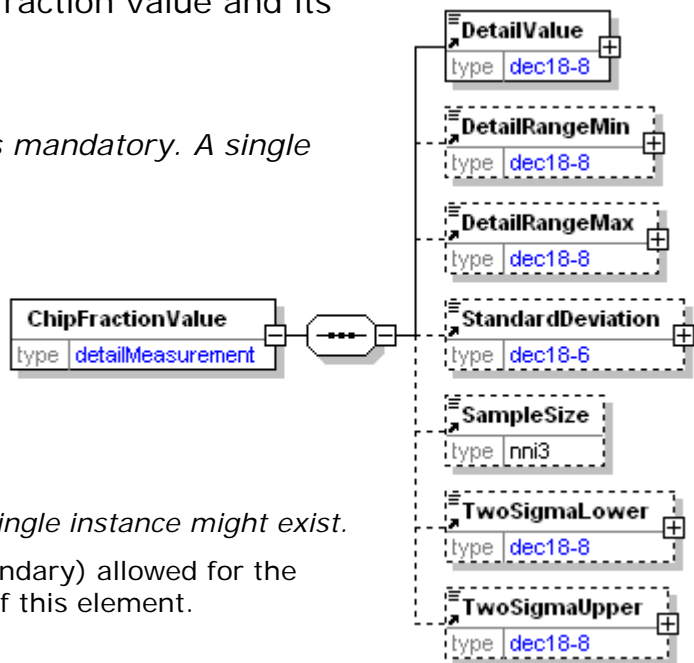 fraction value and its
s mandatory. A single
ingle instance might exist.
ndary) allowed for the
f this element.
ChipFractionValue
type detailMeasurement
DetailValue
type dec18-8
DetailRangeMin
type dec18-8
DetailRangeMax
type dec18-8
StandardDeviation
type dec18-6
SampleSize
type nni3
TwoSigmaLower
type dec18-8
TwoSigmaUpper
type dec18-8